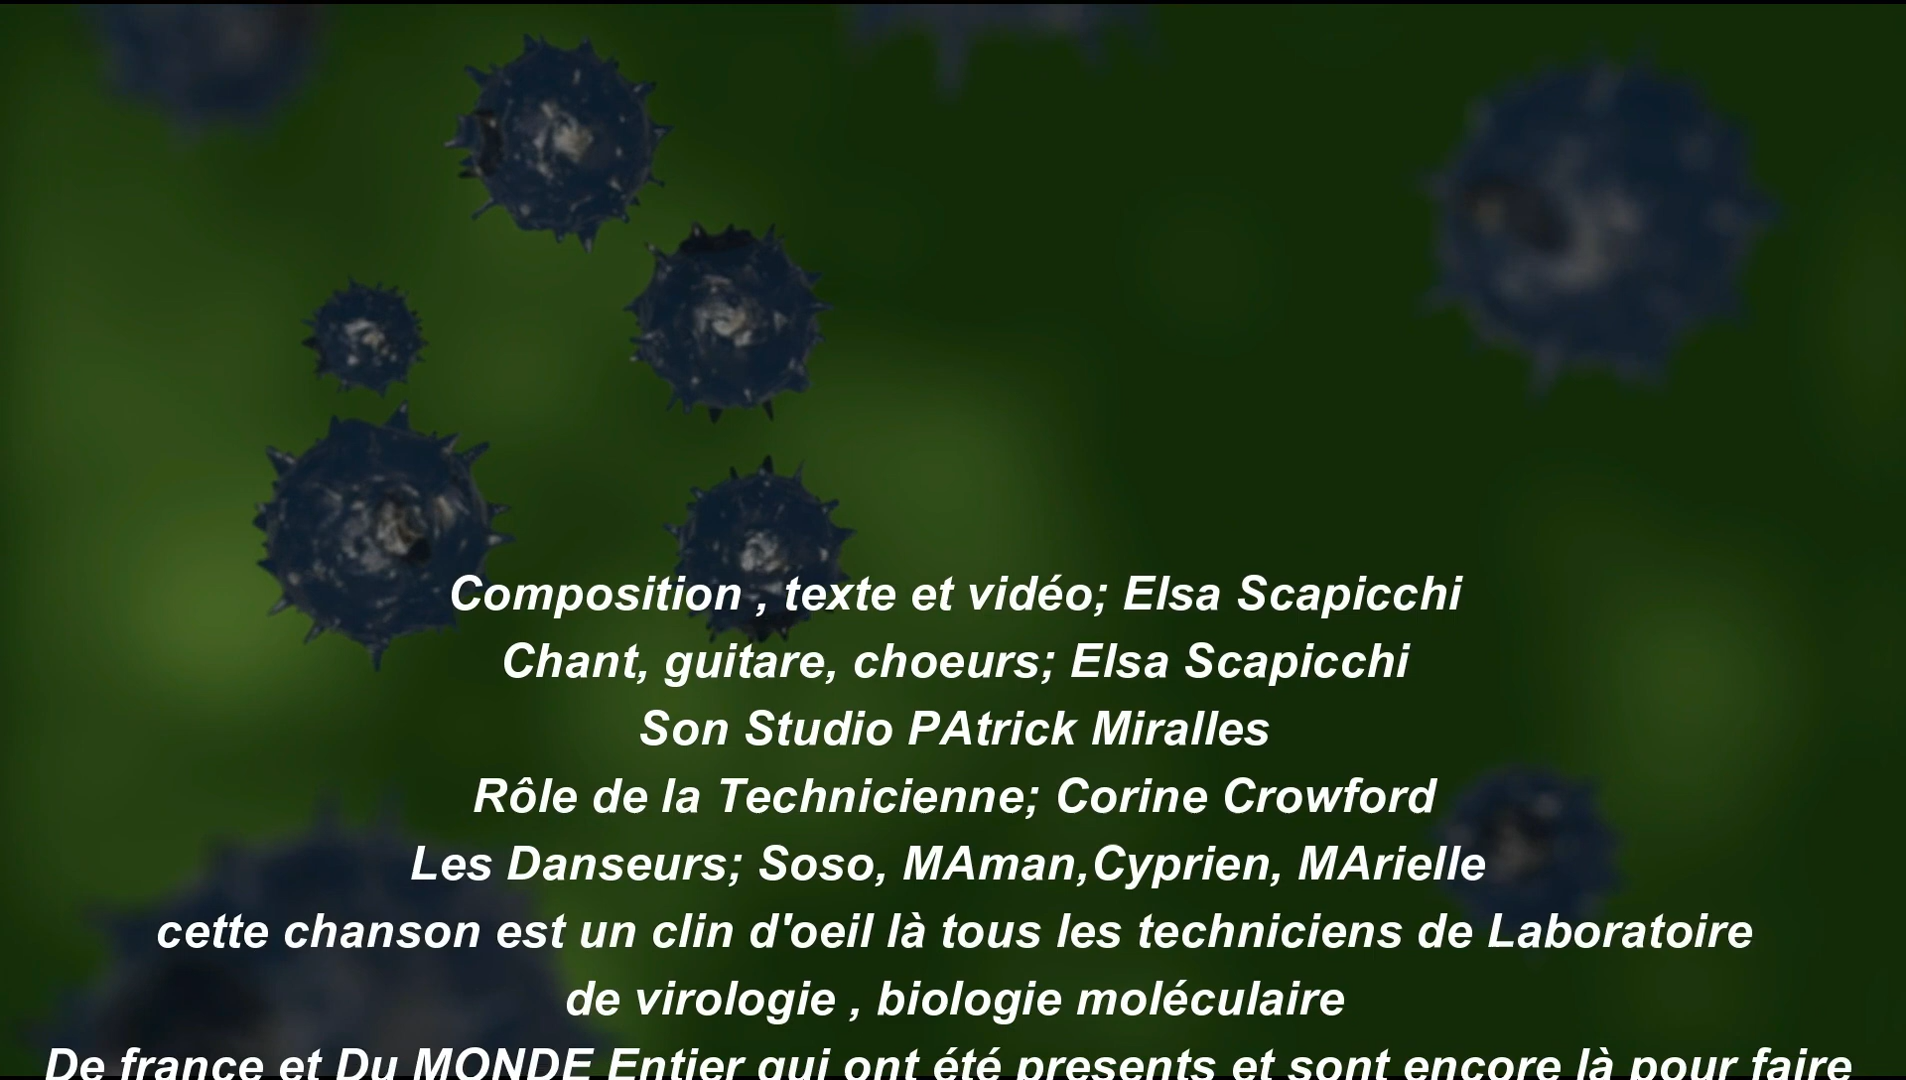 Composition , texte et vidéo; Elsa Scapicchi
Chant, guitare, choeurs; Elsa Scapicchi
Son Studio PAtrick Miralles
Rôle de la Technicienne; Corine Crowford
Les Danseurs; Soso, MAman,Cyprien, MArielle
cette chanson est un clin d'oeil là tous les techniciens de Laboratoire
de virologie , biologie moléculaire
De france et Du MONDE Entier qui ont été presents et sont encore là pour faire